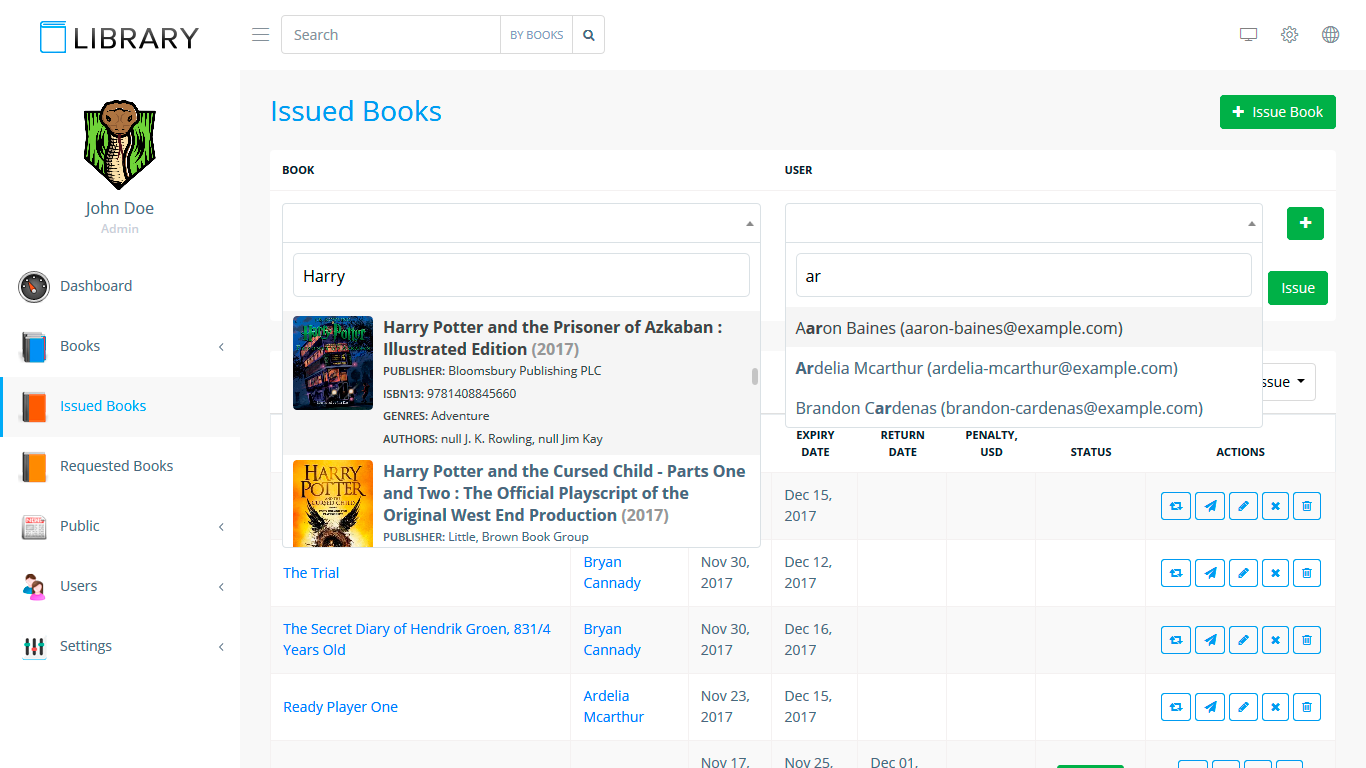 LIBRARY
Search
BY BOOKS
John Doe
Admin
Dashboard
Books
Issued Books
Requested Books
Public
Users
Settings
Issued Books
Issue Book
BOOK
USER
Harry
Harry Potter and the Prisoner of Azkaban :
Illustrated Edition (2017)
PUBLISHER: Bloomsbury Publishing PLC
ISBN13: 9781408845660
GENRES: Adventure
AUTHORS: null J. K. Rowling, null Jim Kay
HARRY
POTTER
AND THE
CURSED CHILD
Harry Potter and the Cursed Child - Parts One
and Two : The Official Playscript of the
Original West End Production (2017)
PUBLISHER: Little, Brown Book Group
ar
Aaron Baines (aaron-baines@example.com)
Ardelia Mcarthur (ardelia-mcarthur@example.com)
Brandon Cardenas (brandon-cardenas@example.com)
Issue
ssue
EXPIRY
DATE
RETURN
DATE
PENALTY,
USD
STATUS
ACTIONS
Dec 15,
2017
The Trial
Bryan
Cannady
Nov 30,
2017
Dec 12,
2017
The Secret Diary of Hendrik Groen, 831/4
Years Old
Bryan
Cannady
Nov 30,
2017
Dec 16,
2017
Ready Player One
Ardelia
Mcarthur
Nov 23,
2017
Dec 15,
2017
Nov 17,
Nov 25,
Dec 01,